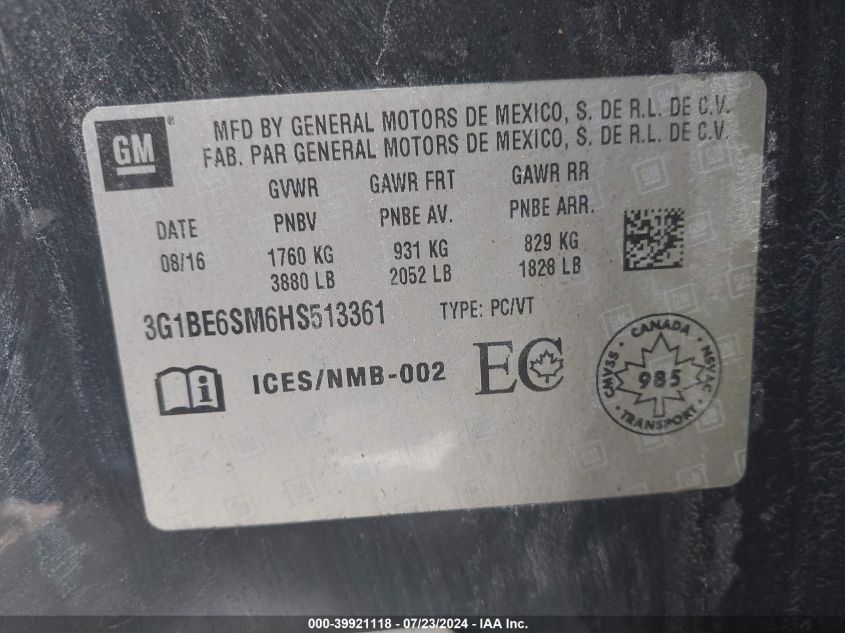 GM ®
MFD BY GENERAL MOTORS DE MEXICO, S. DE R.L. DE C.V.
FAB. PAR GENERAL MOTORS DE MEXICO, S. DE R.L. DE C.V.
GVWR GAWR FRT GAWR RR
DATE PNBV PNBE AV. PNBE ARR.
08/16 1760 KG 931 KG 829 KG
3880 LB 2052 LB 1828 LB
3G1BE6SM6HS513361 TYPE: PC/VT
i ICES/NMB-002 EC
CANADA
CMVSS 985 NSVAC
TRANSPORT
000-39921118 - 07/23/2024 - IAA Inc.